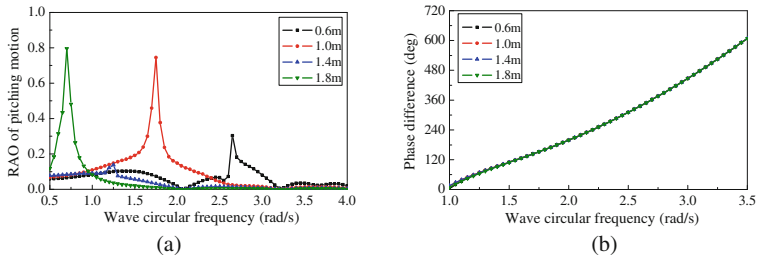 RAO of pitching motion
1.0
0.8
0.6
0.4
0.2
0.0
0.5
1.0
1.5
2.0
2.5
3.0
3.5
4.0
Wave circular frequency (rad/s)
0.6m
1.0m
1.4m
1.8m
(a)
Phase difference (deg)
720
600
480
360
240
120
0
1.0
1.5
2.0
2.5
3.0
3.5
Wave circular frequency (rad/s)
0.6m
1.0m
1.4m
1.8m
(b)